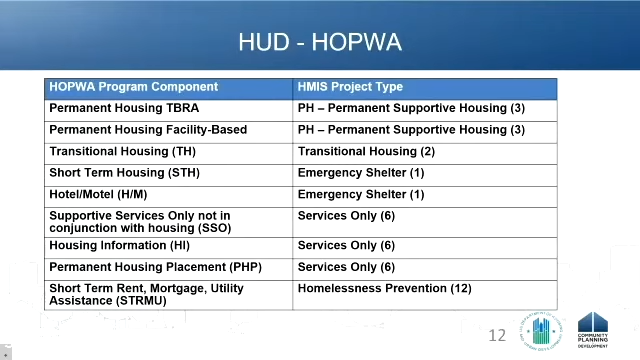 HUD - HOPWA
HOPWA Program Component HMIS Project Type
Permanent Housing TBRA PH – Permanent Supportive Housing (3)
Permanent Housing Facility-Based PH – Permanent Supportive Housing (3)
Transitional Housing (TH) Transitional Housing (2)
Short Term Housing (STH) Emergency Shelter (1)
Hotel/Motel (H/M) Emergency Shelter (1)
Supportive Services Only not in Services Only (6)
conjunction with housing (SSO)
Housing Information (HI) Services Only (6)
Permanent Housing Placement (PHP) Services Only (6)
Short Term Rent, Mortgage, Utility Homelessness Prevention (12)
Assistance (STRMU)
12
COMMUNITY
PLANNING
DEVELOPMENT